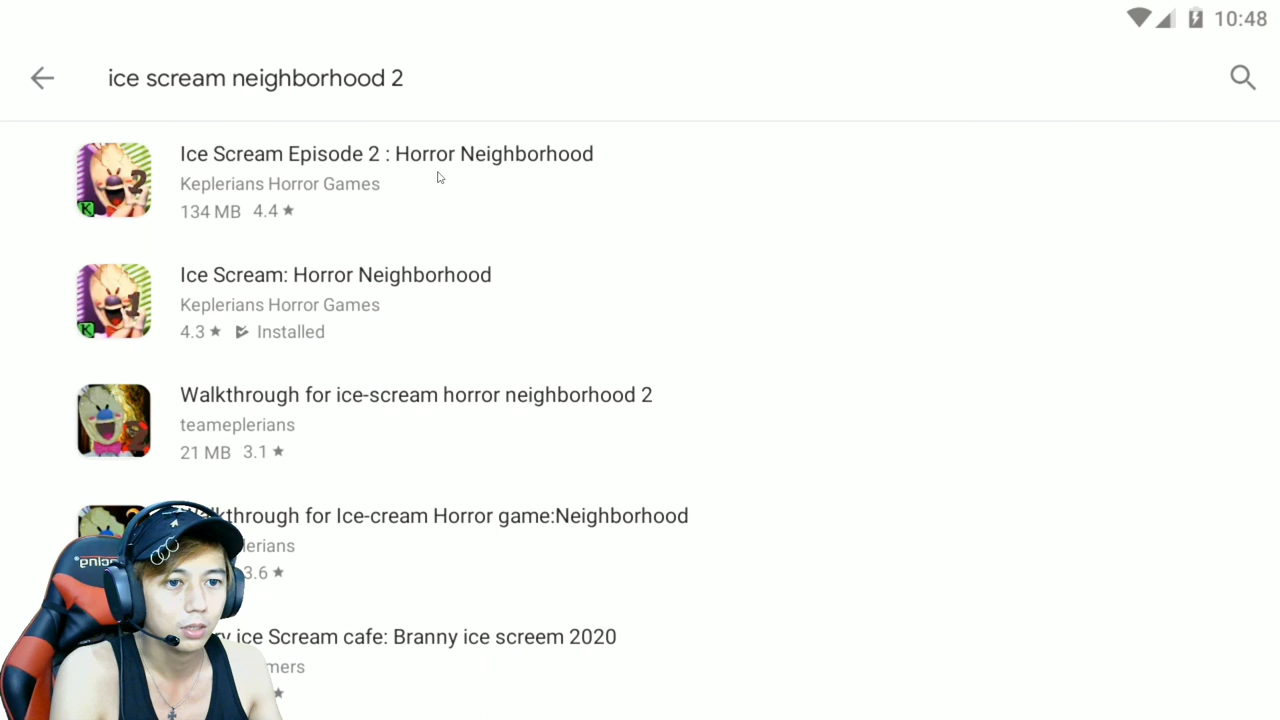 10:48
ice scream neighborhood 2
Ice Scream Episode 2 : Horror Neighborhood
Keplerians Horror Games
134 MB 4.4 ★
Ice Scream: Horror Neighborhood
Keplerians Horror Games
4.3 ★ Installed
Walkthrough for ice-scream horror neighborhood 2
teameplerians
21 MB 3.1 ★
kthrough for Ice-cream Horror game:Neighborhood
lerians
3.6 ★
ry ice Scream cafe: Branny ice screem 2020
mers
★